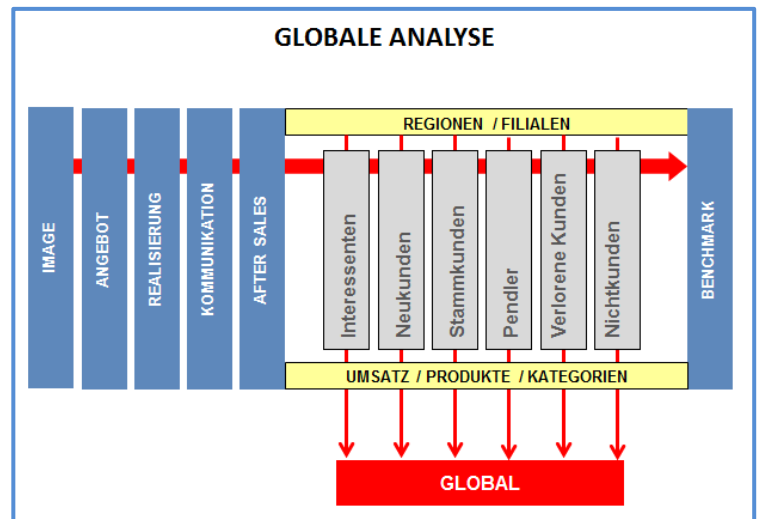 GLOBALE ANALYSE
REGIONEN / FILIALEN
IMAGE
ANGEBOT
REALISIERUNG
KOMMUNIKATION
AFTER SALES
Interessenten
Neukunden
Stammkunden
Pendler
Verlorene Kunden
Nichtkunden
BENCHMARK
UMSATZ / PRODUKTE / KATEGORIEN
GLOBAL